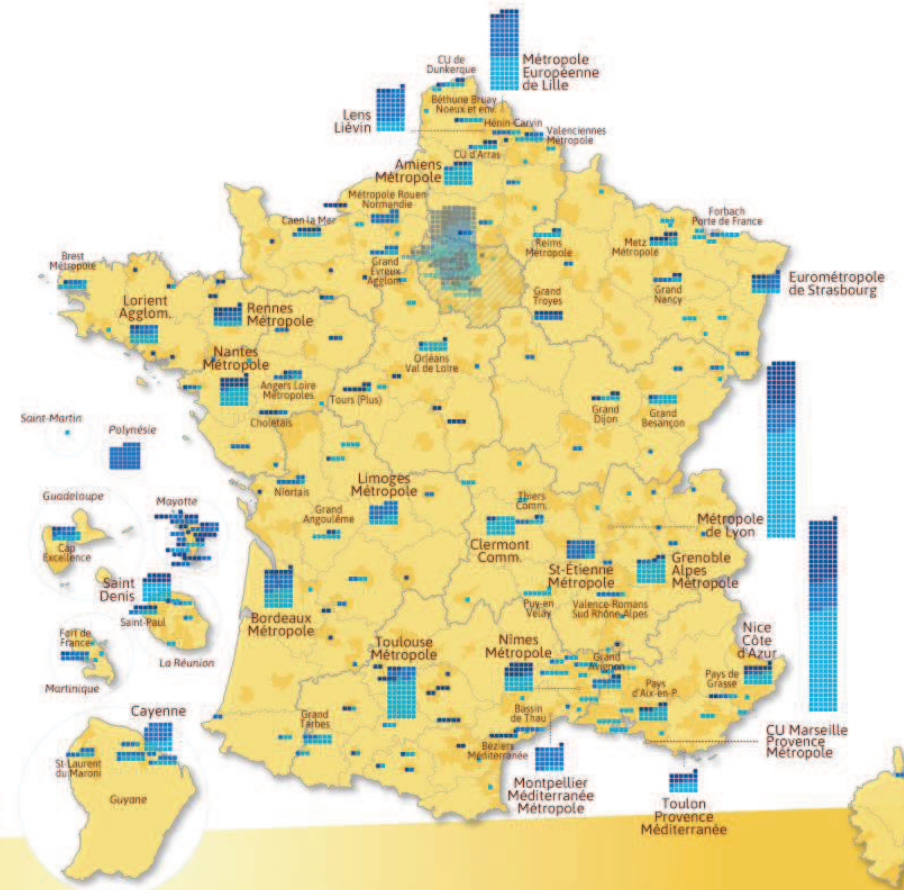 CU de
Dunkerque
Métropole
Européenne
de Lille
Béthune Bruay
Noeux et env.
Lens
Liévin
Hénin-Carvin
Valenciennes
Métropole
CU d'Arras
Amiens
Métropole
Métropole Rouen
Normandie
Caen la Mer
Forbach
Porte de France
Reims
Métropole
Metz
Métropole
Brest
Métropole
Grand
Évreux
Agglom.
Eurométropole
de Strasbourg
Grand
Troyes
Grand
Nancy
Lorient
Agglom.
Rennes
Métropole
Nantes
Métropole
Orléans
Val de Loire
Angers Loire
Métropoles
Tours (Plus)
Choletais
Grand
Dijon
Grand
Besançon
Saint-Martin
Polynésie
Niortais
Limoges
Métropole
Thiers
Comm.
Guadeloupe
Mayotte
Grand
Angoulême
Métropole
de Lyon
Cap
Excellence
Clermont
Comm.
St-Étienne
Métropole
Grenoble
Alpes
Métropole
Saint
Denis
Saint-Paul
Bordeaux
Métropole
Puy-en
Velay
Valence-Romans
Sud Rhône-Alpes
Fort de
France
La Réunion
Martinique
Toulouse
Métropole
Nîmes
Métropole
Grand
Avignon
Nice
Côte
d'Azur
Pays
d'Aix-en-P.
Pays de
Grasse
Cayenne
Grand
Tarbes
Bassin
de Thau
Béziers
Méditerranée
CU Marseille
Provence
Métropole
St-Laurent
du Maroni
Guyane
Montpellier
Méditerranée
Métropole
Toulon
Provence
Méditerranée